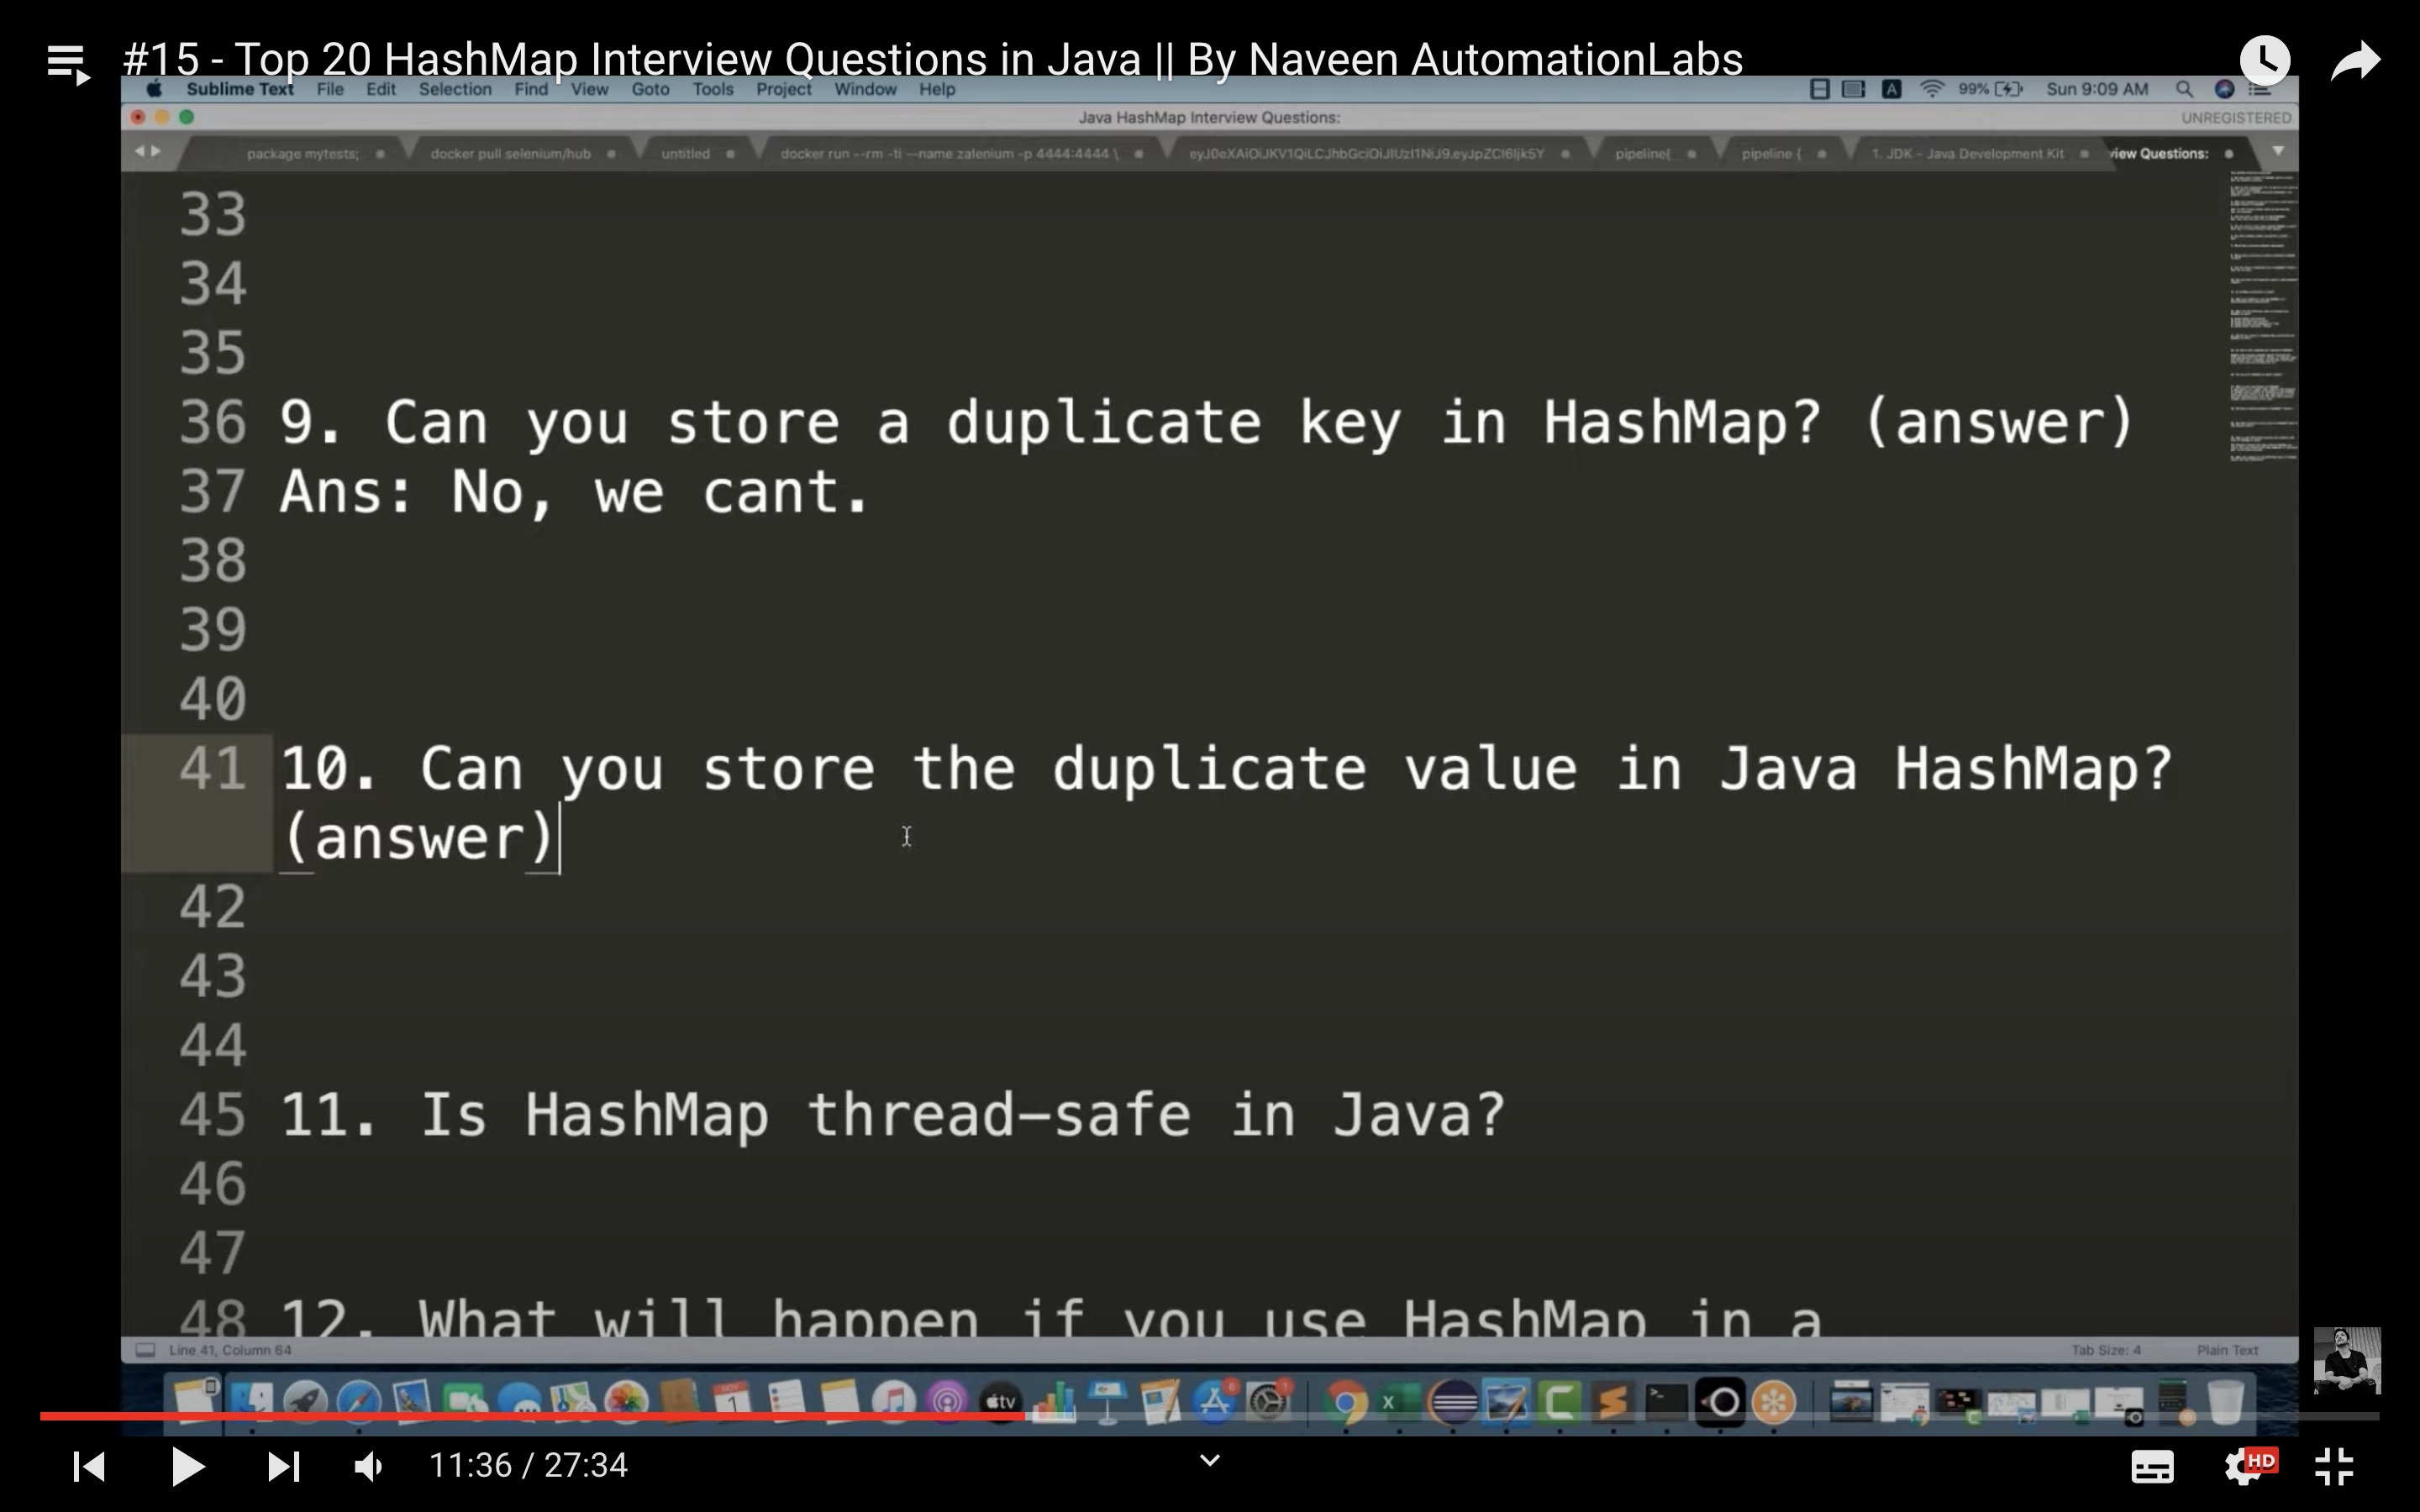 #15 - Top 20 HashMap Interview Questions in Java || By Naveen AutomationLabs
Sublime Text File Edit Selection Find View Goto Tools Project Window Help A 99% Sun 9:09 AM
Java HashMap Interview Questions: UNREGISTERED
package mytests; docker pull selenium/hub untitled docker run --rm -ti --name zalenium -p 4444:4444 \ pipeline{ pipeline { 1. JDK - Java Development Kit view Questions:
33
34
35
36 9. Can you store a duplicate key in HashMap? (answer)
37 Ans: No, we cant.
38
39
40
41 10. Can you store the duplicate value in Java HashMap?
(answer)
42
43
44
45 11. Is HashMap thread-safe in Java?
46
47
48 12. What will happen if you use HashMap in a
Line 41, Column 64 Tab Size: 4 Plain Text
NOV
1
tv
11:36 / 27:34
HD